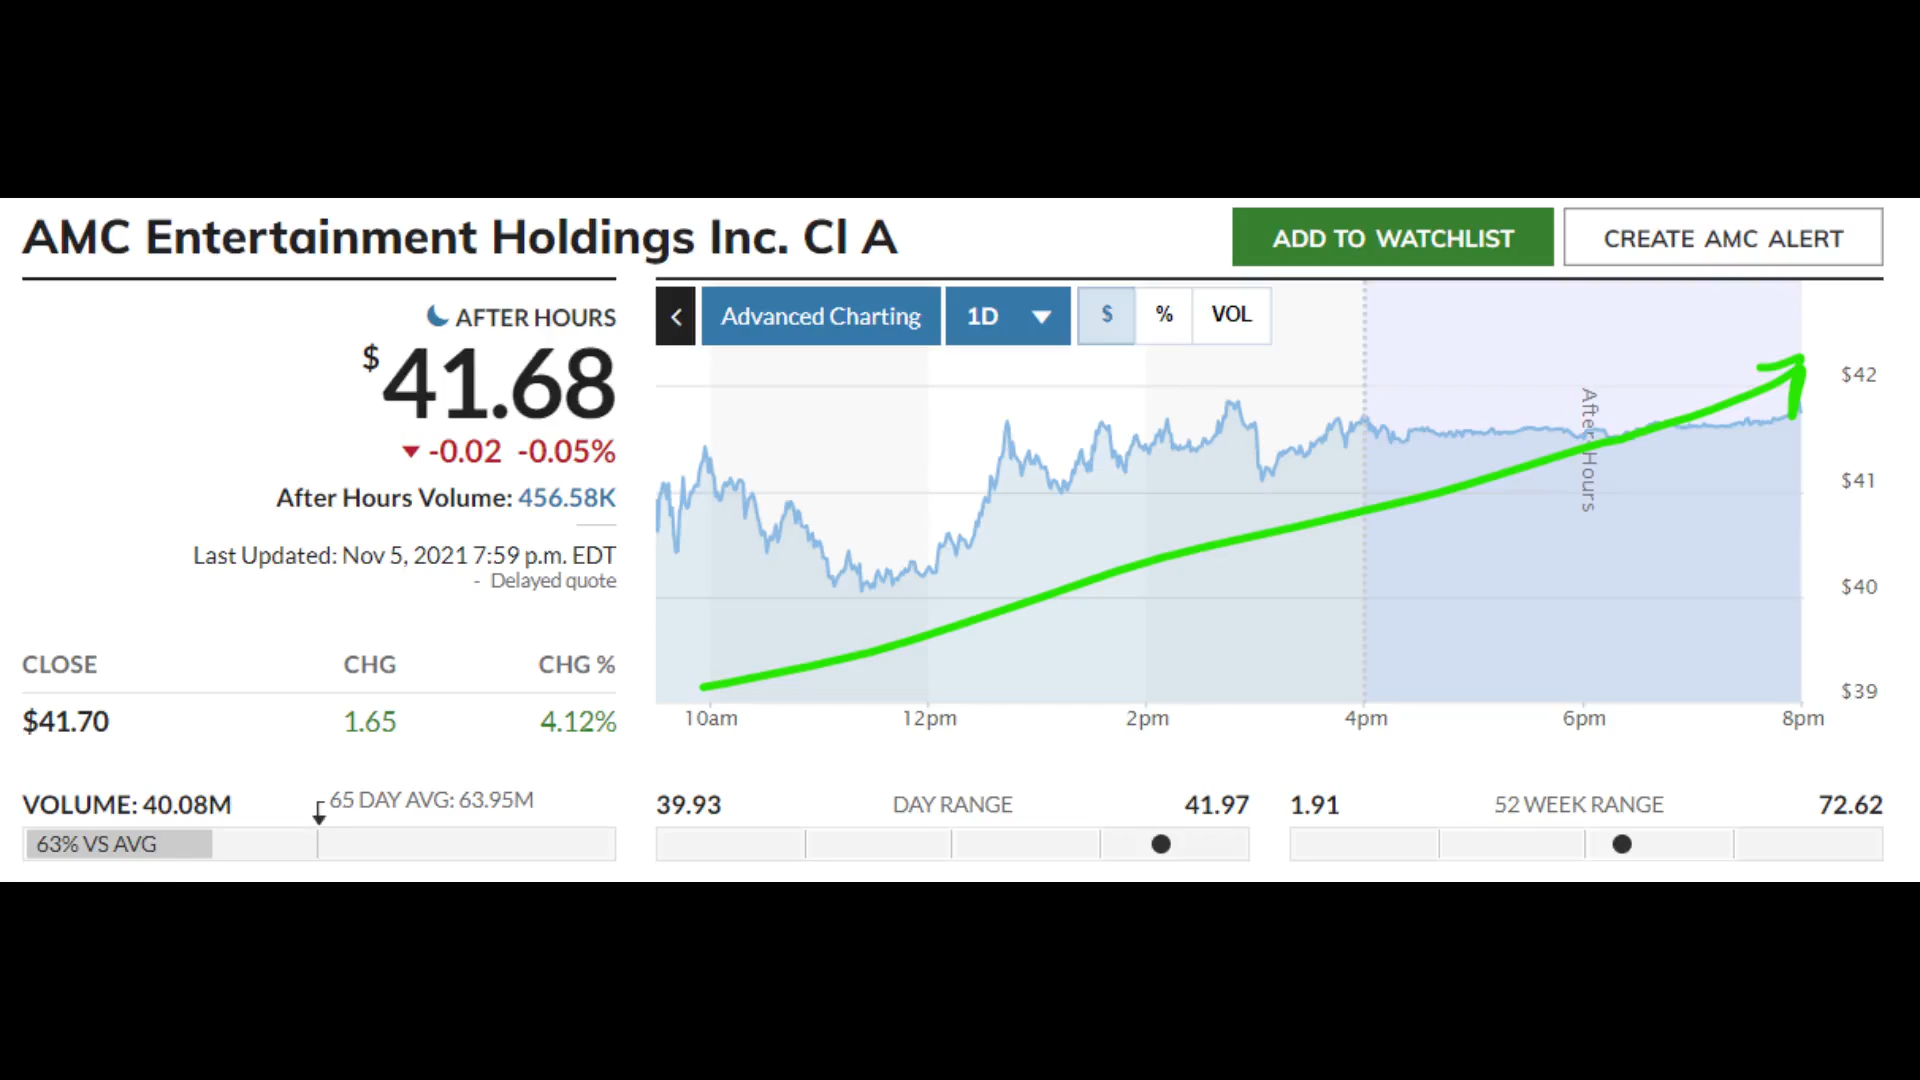 AMC Entertainment Holdings Inc. Cl A
ADD TO WATCHLIST
CREATE AMC ALERT
AFTER HOURS
$41.68
-0.02 -0.05%
After Hours Volume: 456.58K
Last Updated: Nov 5, 2021 7:59 p.m. EDT
- Delayed quote
CLOSE CHG CHG %
$41.70 1.65 4.12%
Advanced Charting 1D $ % VOL
After Hours
$42
$41
$40
$39
10am 12pm 2pm 4pm 6pm 8pm
VOLUME: 40.08M 65 DAY AVG: 63.95M
63% VS AVG
39.93 DAY RANGE 41.97
1.91 52 WEEK RANGE 72.62